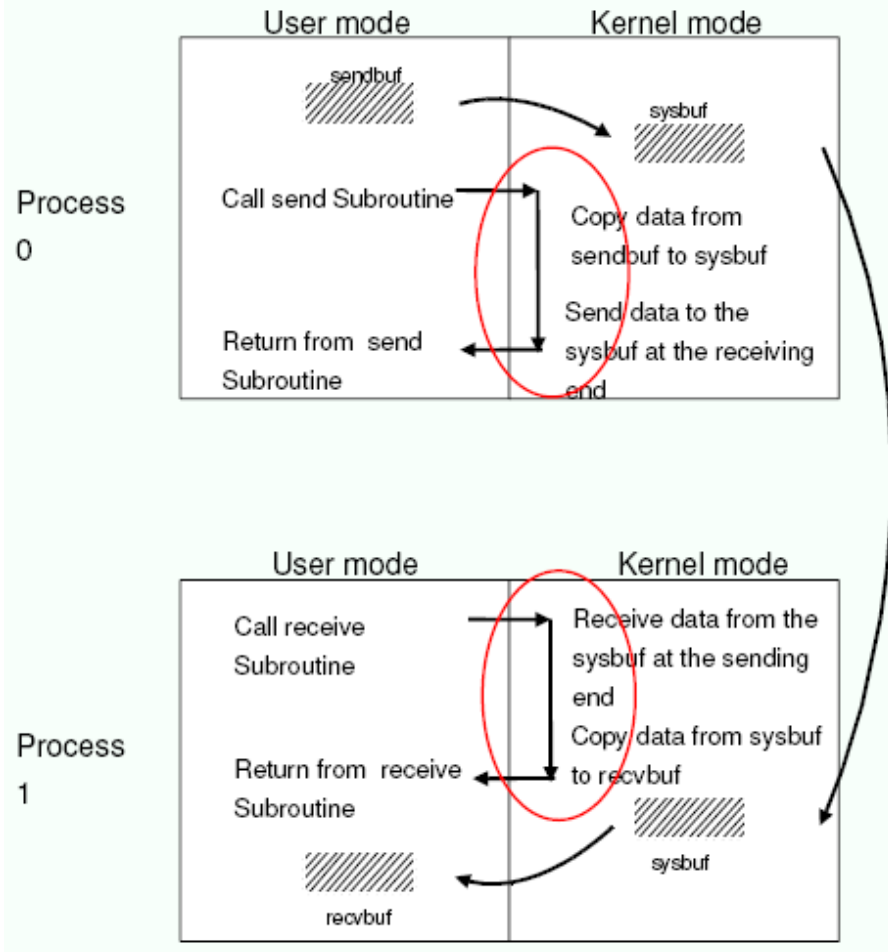 User mode
Kernel mode
sendbuf
sysbuf
Process
0
Call send Subroutine
Copy data from
sendbuf to sysbuf
Return from send
Subroutine
Send data to the
sysbuf at the receiving
end
User mode
Kernel mode
Process
1
Call receive
Subroutine
Receive data from the
sysbuf at the sending
end
Copy data from sysbuf
to recvbuf
Return from receive
Subroutine
sysbuf
recvbuf